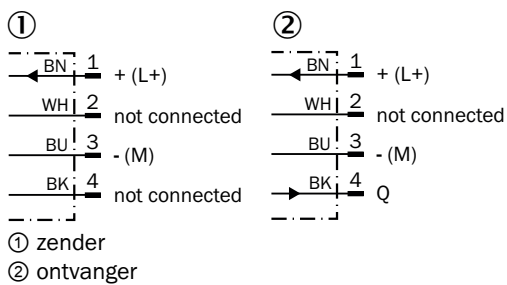 ① ②
BN 1 + (L+)
WH 2 not connected
BU 3 - (M)
BK 4 not connected
BN 1 + (L+)
WH 2 not connected
BU 3 - (M)
BK 4 Q
① zender
② ontvanger